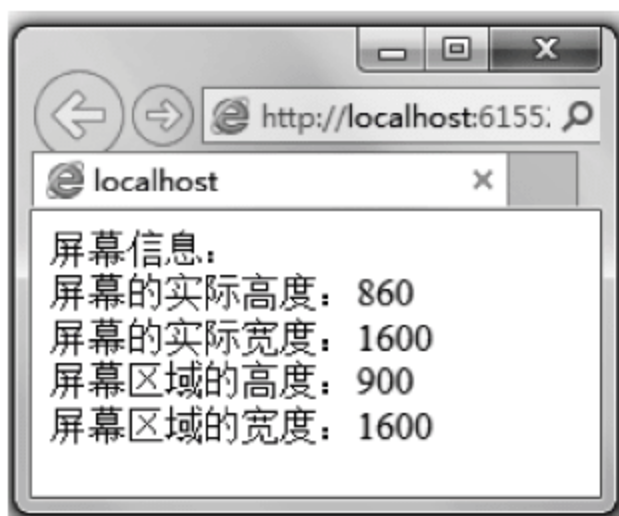 http://localhost:6155
localhost
屏幕信息：
屏幕的实际高度：860
屏幕的实际宽度：1600
屏幕区域的高度：900
屏幕区域的宽度：1600